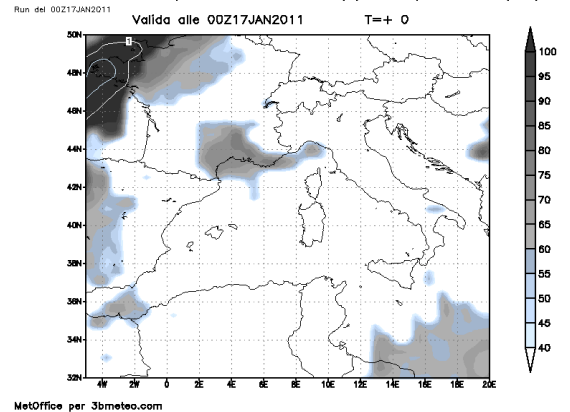 Run del 00Z17JAN2011
Valida alle 00Z17JAN2011 T=+ 0
50N
48N
46N
44N
42N
40N
38N
36N
34N
32N
4W 2W 0 2E 4E 6E 8E 10E 12E 14E 16E 18E 20E
1
100
95
90
85
80
75
70
65
60
55
50
45
40
MetOffice per 3bmeteo.com